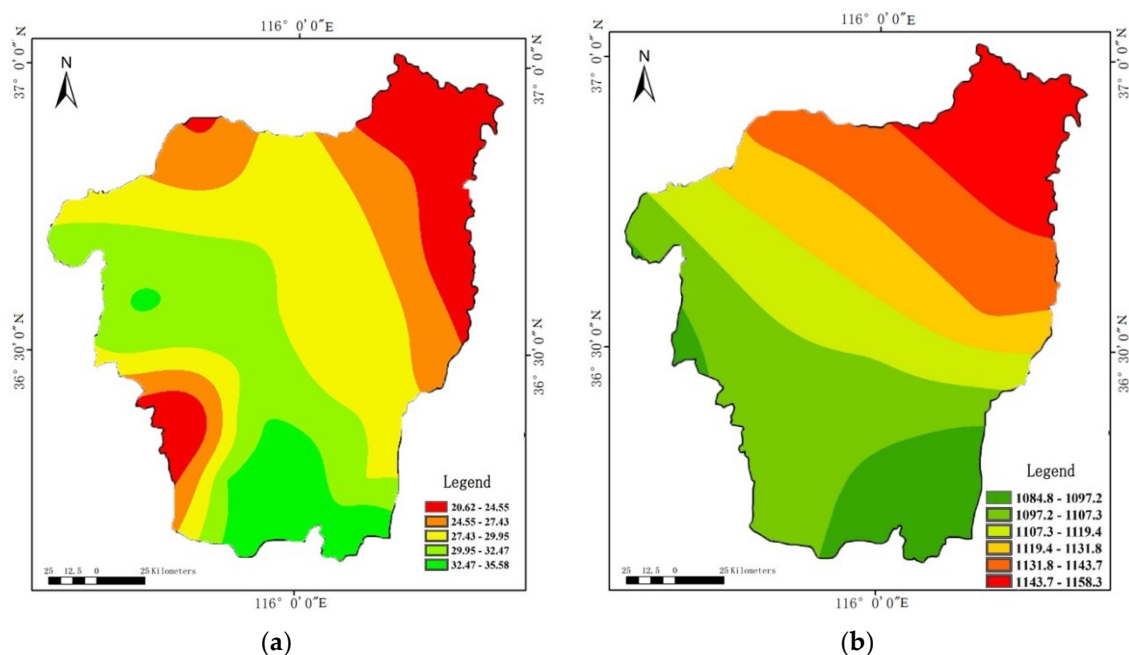 116° 0′0″E
N
37° 0′0″N
37° 0′0″N
36° 30′0″N
36° 30′0″N
Legend
20.62 - 24.55
24.55 - 27.43
27.43 - 29.95
29.95 - 32.47
32.47 - 35.58
25 12.5 0 25 Kilometers
116° 0′0″E
(a)
116° 0′0″E
N
37° 0′0″N
37° 0′0″N
36° 30′0″N
36° 30′0″N
Legend
1084.8 - 1097.2
1097.2 - 1107.3
1107.3 - 1119.4
1119.4 - 1131.8
1131.8 - 1143.7
1143.7 - 1158.3
25 12.5 0 25 Kilometers
116° 0′0″E
(b)